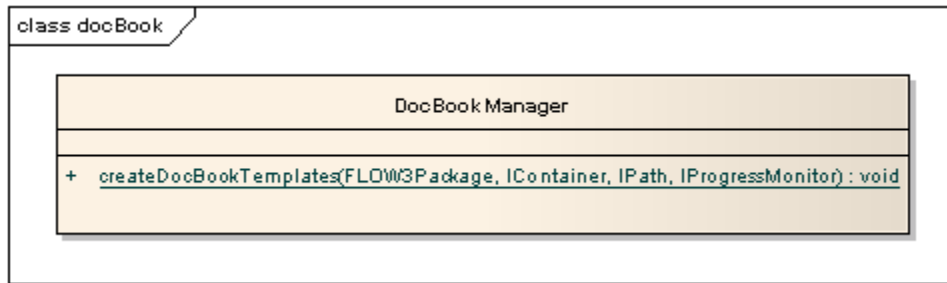 class docBook
DocBook Manager
+ createDocBookTemplates(FLOW3Package, IContainer, IPath, IProgressMonitor) : void